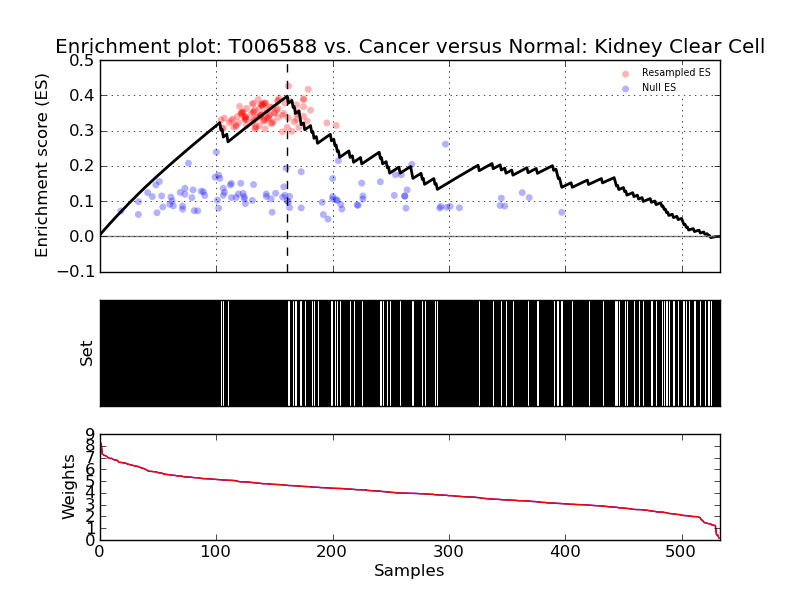 Enrichment plot: T006588 vs. Cancer versus Normal: Kidney Clear Cell
0.5
0.4
0.3
0.2
0.1
0.0
−0.1
Enrichment score (ES)
Resampled ES
Null ES
Set
9
8
7
6
5
4
3
2
1
0
Weights
0 100 200 300 400 500
Samples